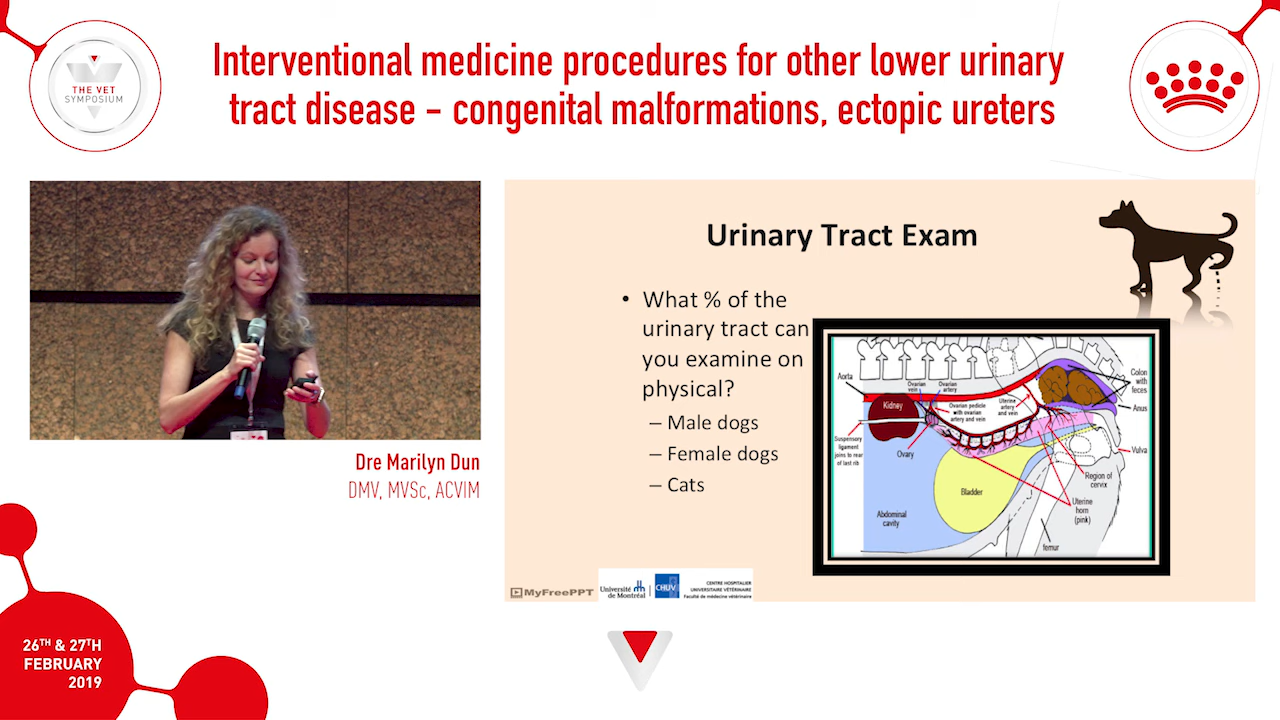 Interventional medicine procedures for other lower urinary
tract disease – congenital malformations, ectopic ureters
THE VET
SYMPOSIUM
Urinary Tract Exam
• What % of the
urinary tract can
you examine on
physical?
– Male dogs
– Female dogs
– Cats
Aorta
Kidney
Ovarian
vein
Ovarian
artery
Ovarian pedicle
with ovarian
artery and vein
Uterine
artery
and vein
Colon
with
feces
Anus
Vulva
Suspensory
ligament
joins to rear
of last rib
Ovary
Bladder
Region of
cervix
Uterine
horn
(pink)
Abdominal
cavity
femur
Dre Marilyn Dun
DMV, MVSc, ACVIM
MyFreePPT
Université
de Montréal
CHUV
CENTRE HOSPITALIER
UNIVERSITAIRE VÉTÉRINAIRE
Faculté de médecine vétérinaire
26TH & 27TH
FEBRUARY
2019